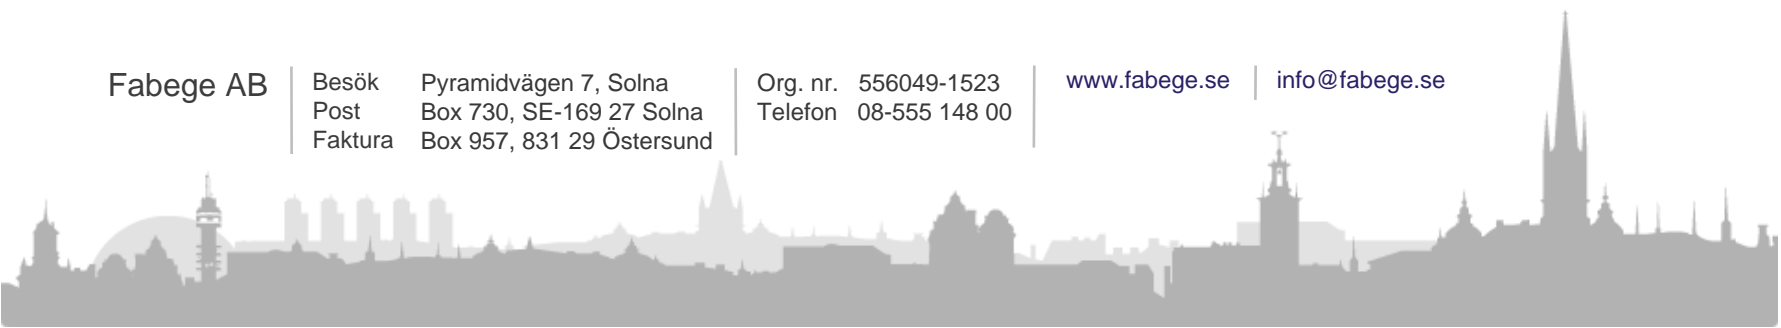 Fabege AB
Besök Pyramidvägen 7, Solna
Post Box 730, SE-169 27 Solna
Faktura Box 957, 831 29 Östersund
Org. nr. 556049-1523
Telefon 08-555 148 00
www.fabege.se
info@fabege.se